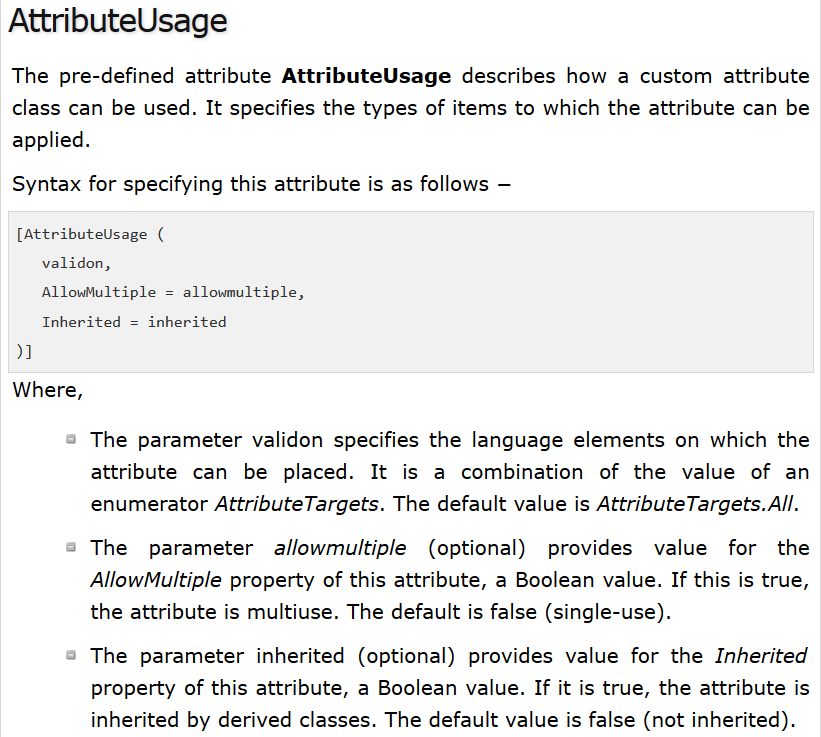 AttributeUsage
The pre-defined attribute AttributeUsage describes how a custom attribute
class can be used. It specifies the types of items to which the attribute can be
applied.
Syntax for specifying this attribute is as follows −
[AttributeUsage (
   validon,
   AllowMultiple = allowmultiple,
   Inherited = inherited
)]
Where,
The parameter validon specifies the language elements on which the
attribute can be placed. It is a combination of the value of an
enumerator AttributeTargets. The default value is AttributeTargets.All.
The parameter allowmultiple (optional) provides value for the
AllowMultiple property of this attribute, a Boolean value. If this is true,
the attribute is multiuse. The default is false (single-use).
The parameter inherited (optional) provides value for the Inherited
property of this attribute, a Boolean value. If it is true, the attribute is
inherited by derived classes. The default value is false (not inherited).